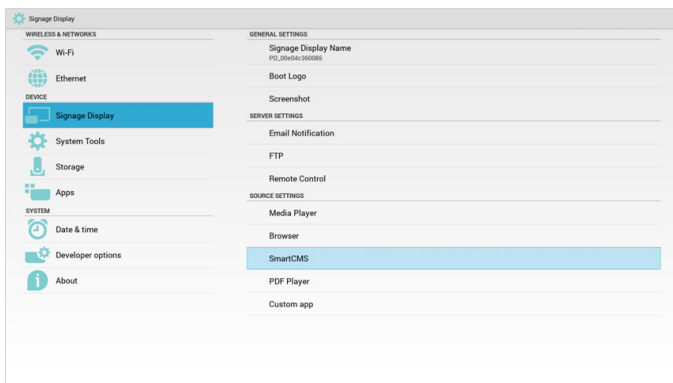 Signage Display
WIRELESS & NETWORKS
Wi-Fi
Ethernet
DEVICE
Signage Display
System Tools
Storage
Apps
SYSTEM
Date & time
Developer options
About
GENERAL SETTINGS
Signage Display Name
PD_00e04c360085
Boot Logo
Screenshot
SERVER SETTINGS
Email Notification
FTP
Remote Control
SOURCE SETTINGS
Media Player
Browser
SmartCMS
PDF Player
Custom app